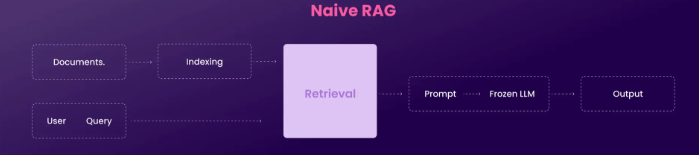 Naive RAG
Documents.
Indexing
Retrieval
User Query
Prompt
Frozen LLM
Output